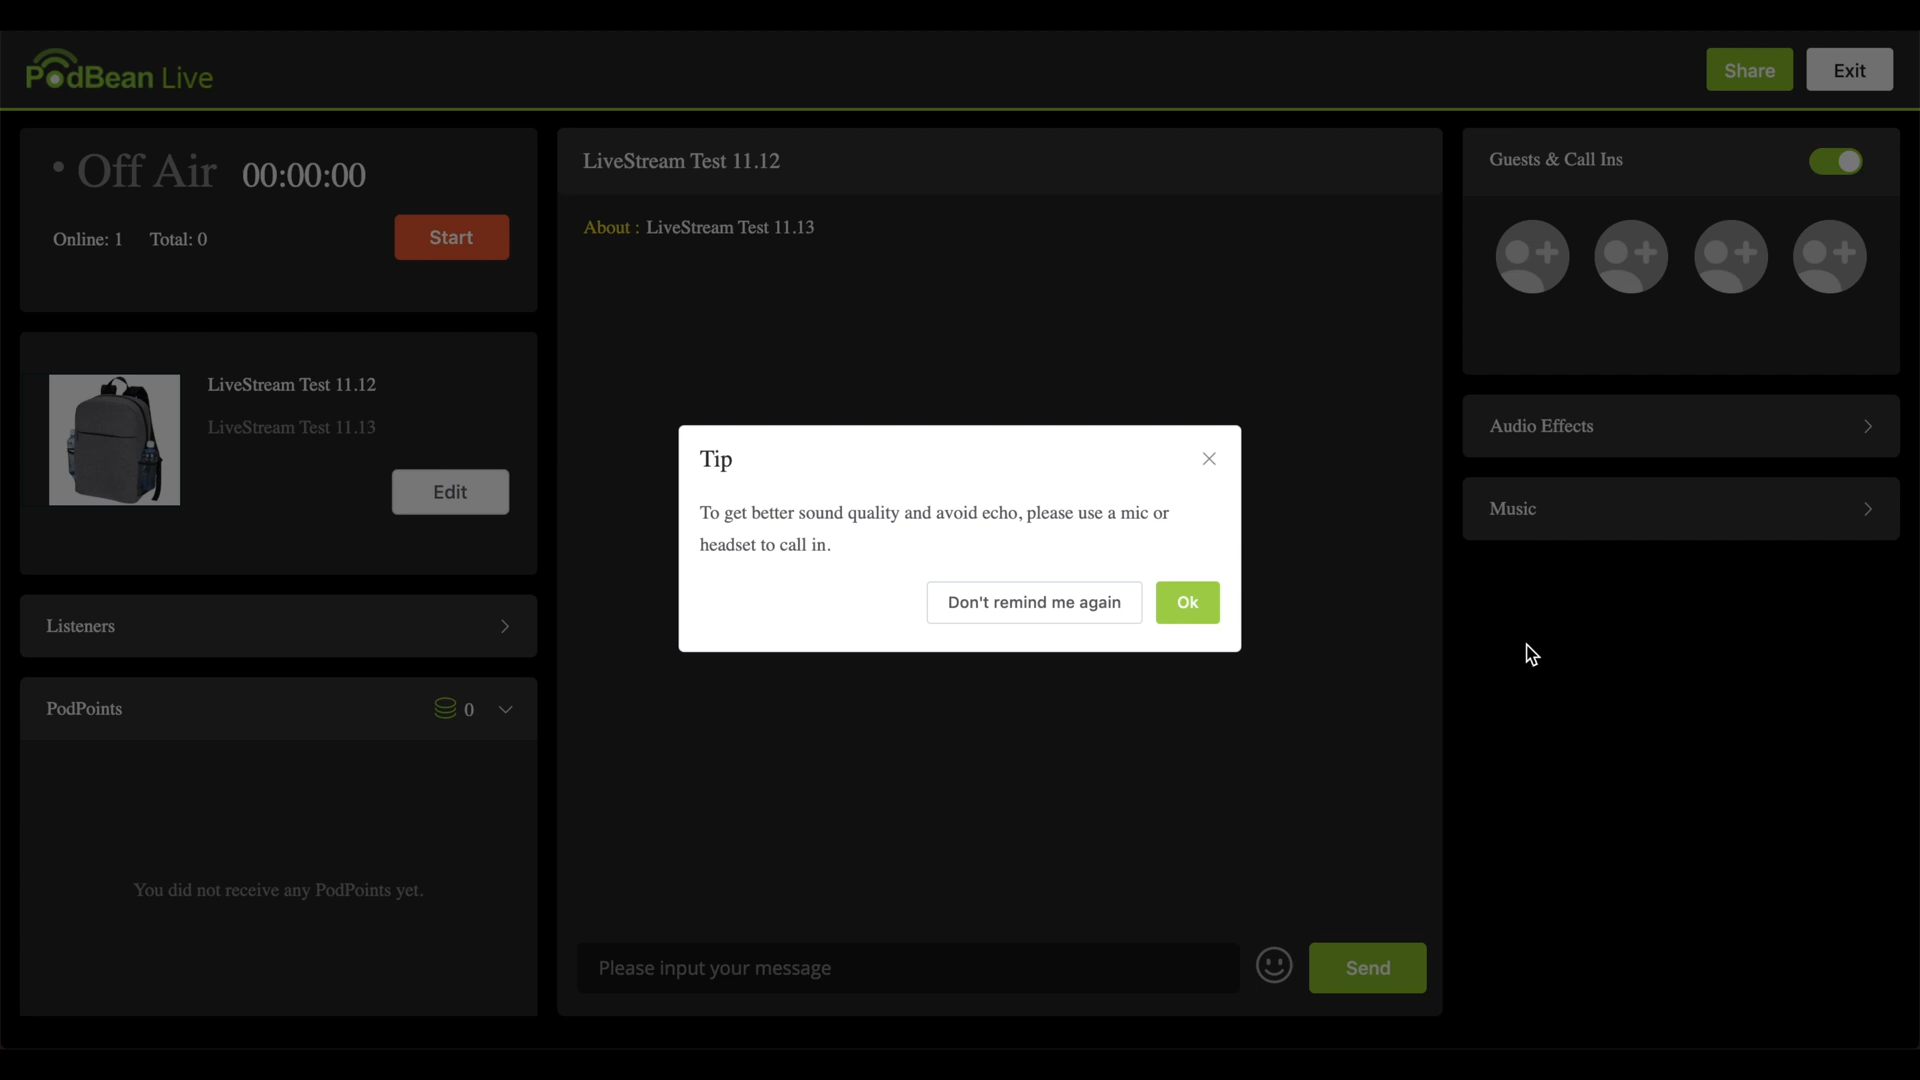 PodBean Live
Share
Exit
• Off Air 00:00:00
Online: 1 Total: 0
Start
LiveStream Test 11.12
LiveStream Test 11.13
Edit
Listeners
PodPoints
0
You did not receive any PodPoints yet.
LiveStream Test 11.12
About : LiveStream Test 11.13
Tip
To get better sound quality and avoid echo, please use a mic or
headset to call in.
Don't remind me again
Ok
Please input your message
Send
Guests & Call Ins
Audio Effects
Music